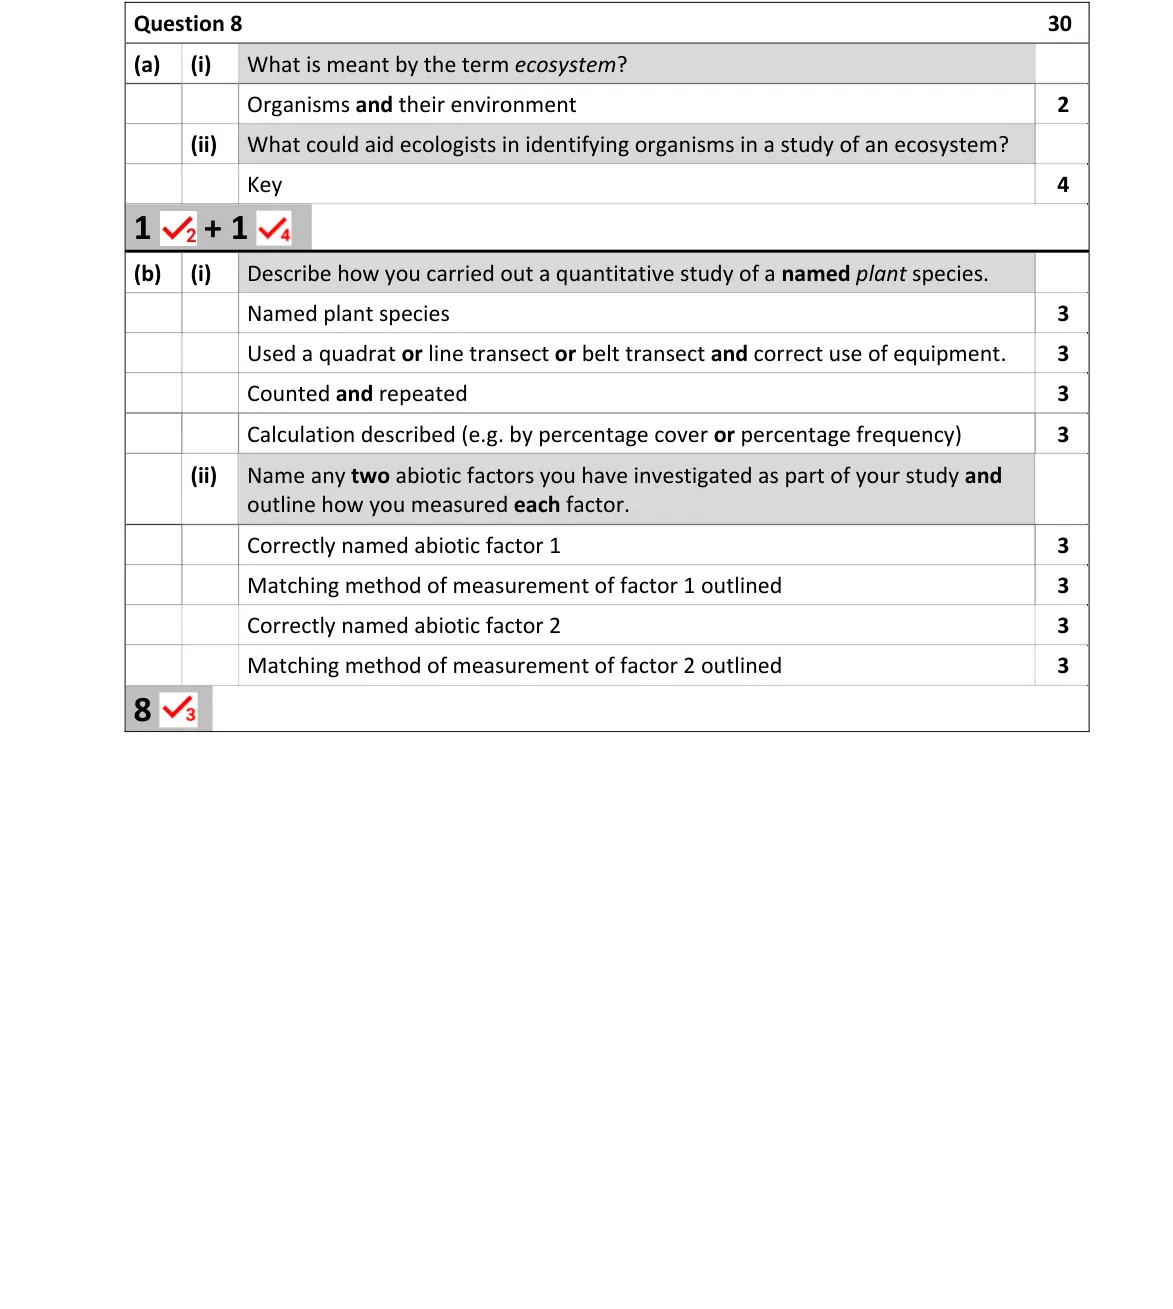 Question 8 30
(a) (i) What is meant by the term ecosystem?
Organisms and their environment 2
(ii) What could aid ecologists in identifying organisms in a study of an ecosystem?
Key 4
1 ✓2 + 1 ✓4
(b) (i) Describe how you carried out a quantitative study of a named plant species.
Named plant species 3
Used a quadrat or line transect or belt transect and correct use of equipment. 3
Counted and repeated 3
Calculation described (e.g. by percentage cover or percentage frequency) 3
(ii) Name any two abiotic factors you have investigated as part of your study and
outline how you measured each factor.
Correctly named abiotic factor 1 3
Matching method of measurement of factor 1 outlined 3
Correctly named abiotic factor 2 3
Matching method of measurement of factor 2 outlined 3
8 ✓3